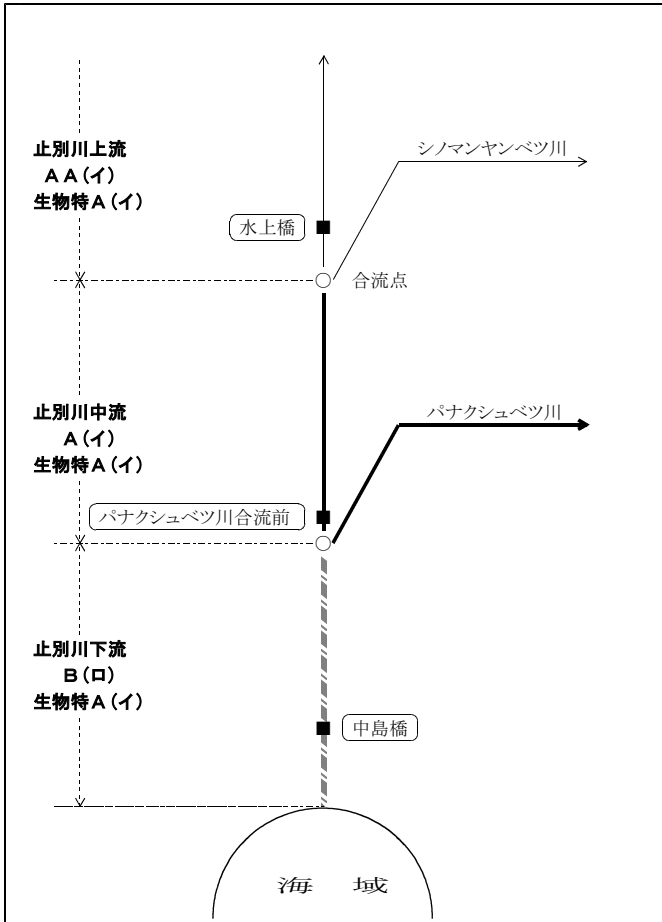 止別川上流
AA(イ)
生物特A(イ)
シノマンヤンベツ川
水上橋
合流点
止別川中流
A(イ)
生物特A(イ)
パナクシュベツ川
パナクシュベツ川合流前
止別川下流
B(ロ)
生物特A(イ)
中島橋
海 域